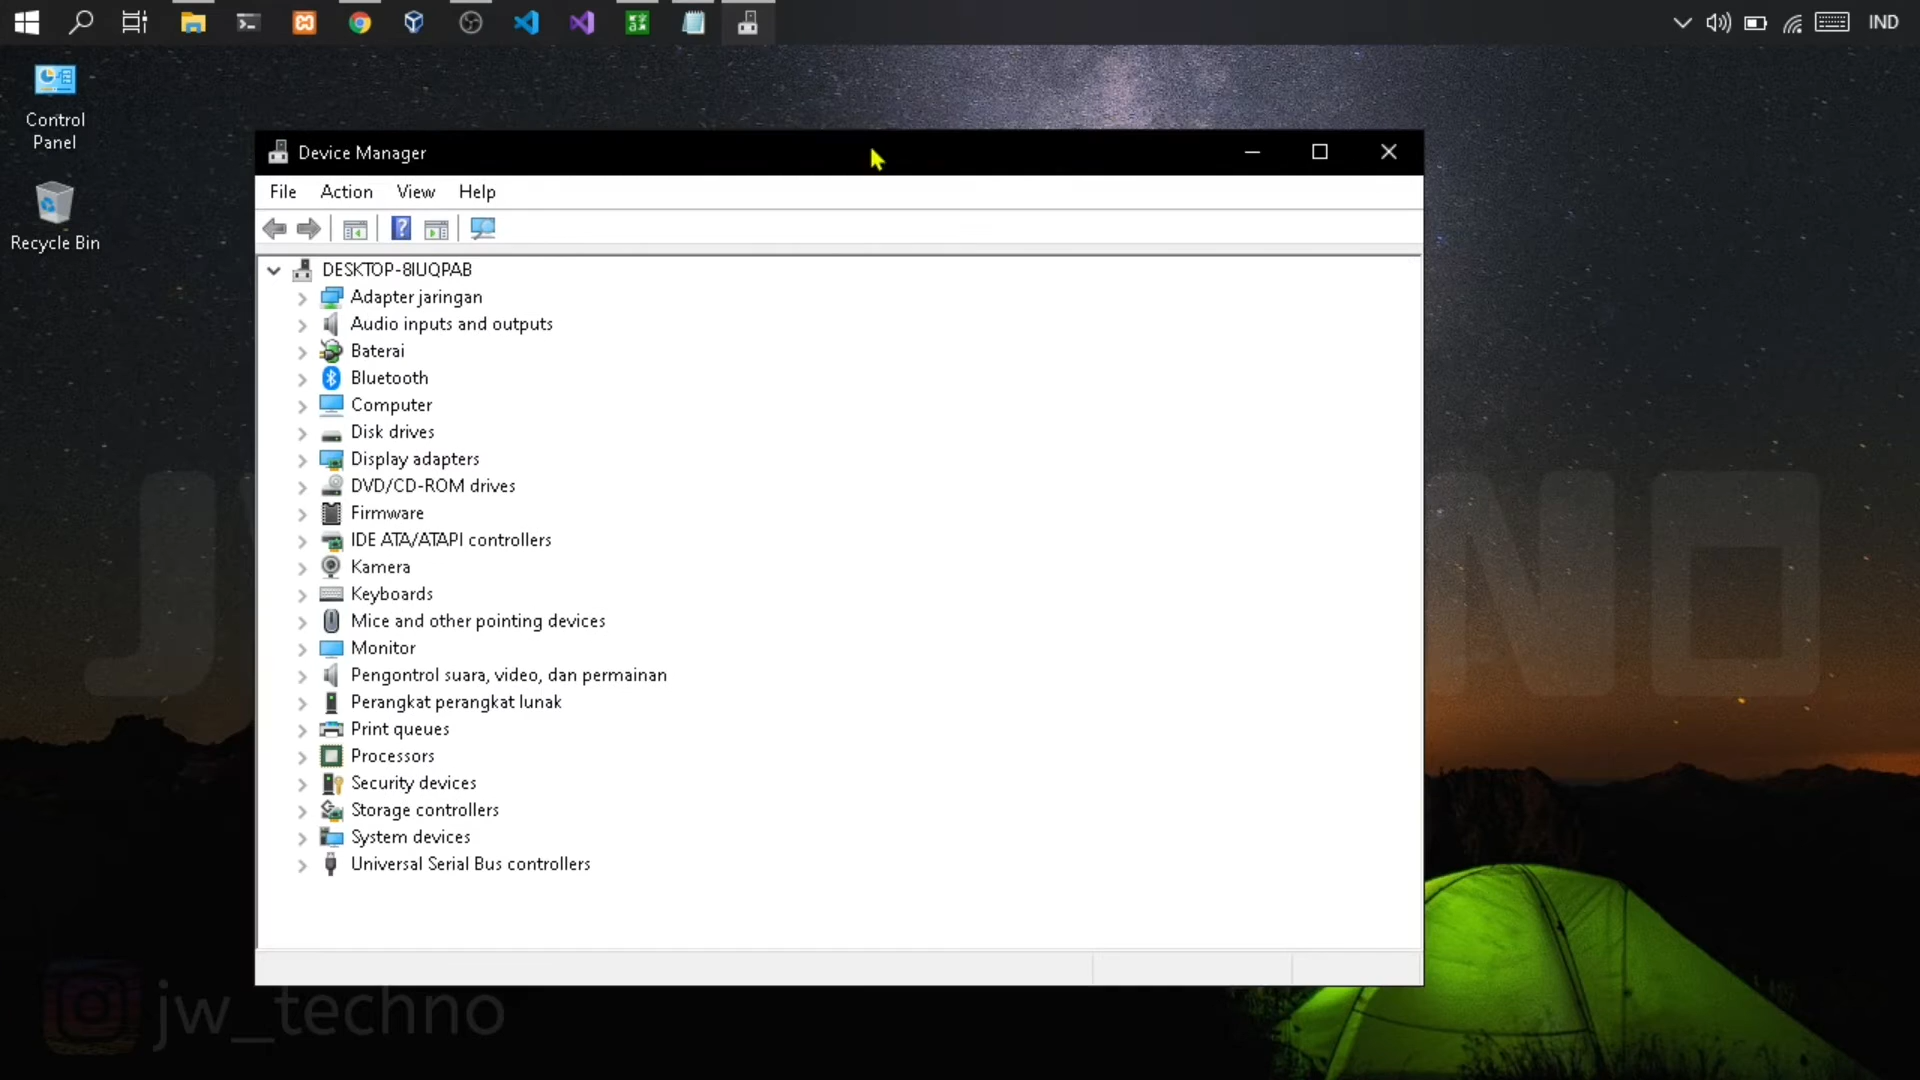 IND
Control
Panel
Recycle Bin
Device Manager
File Action View Help
DESKTOP-8IUQPAB
Adapter jaringan
Audio inputs and outputs
Baterai
Bluetooth
Computer
Disk drives
Display adapters
DVD/CD-ROM drives
Firmware
IDE ATA/ATAPI controllers
Kamera
Keyboards
Mice and other pointing devices
Monitor
Pengontrol suara, video, dan permainan
Perangkat perangkat lunak
Print queues
Processors
Security devices
Storage controllers
System devices
Universal Serial Bus controllers
jw_techno